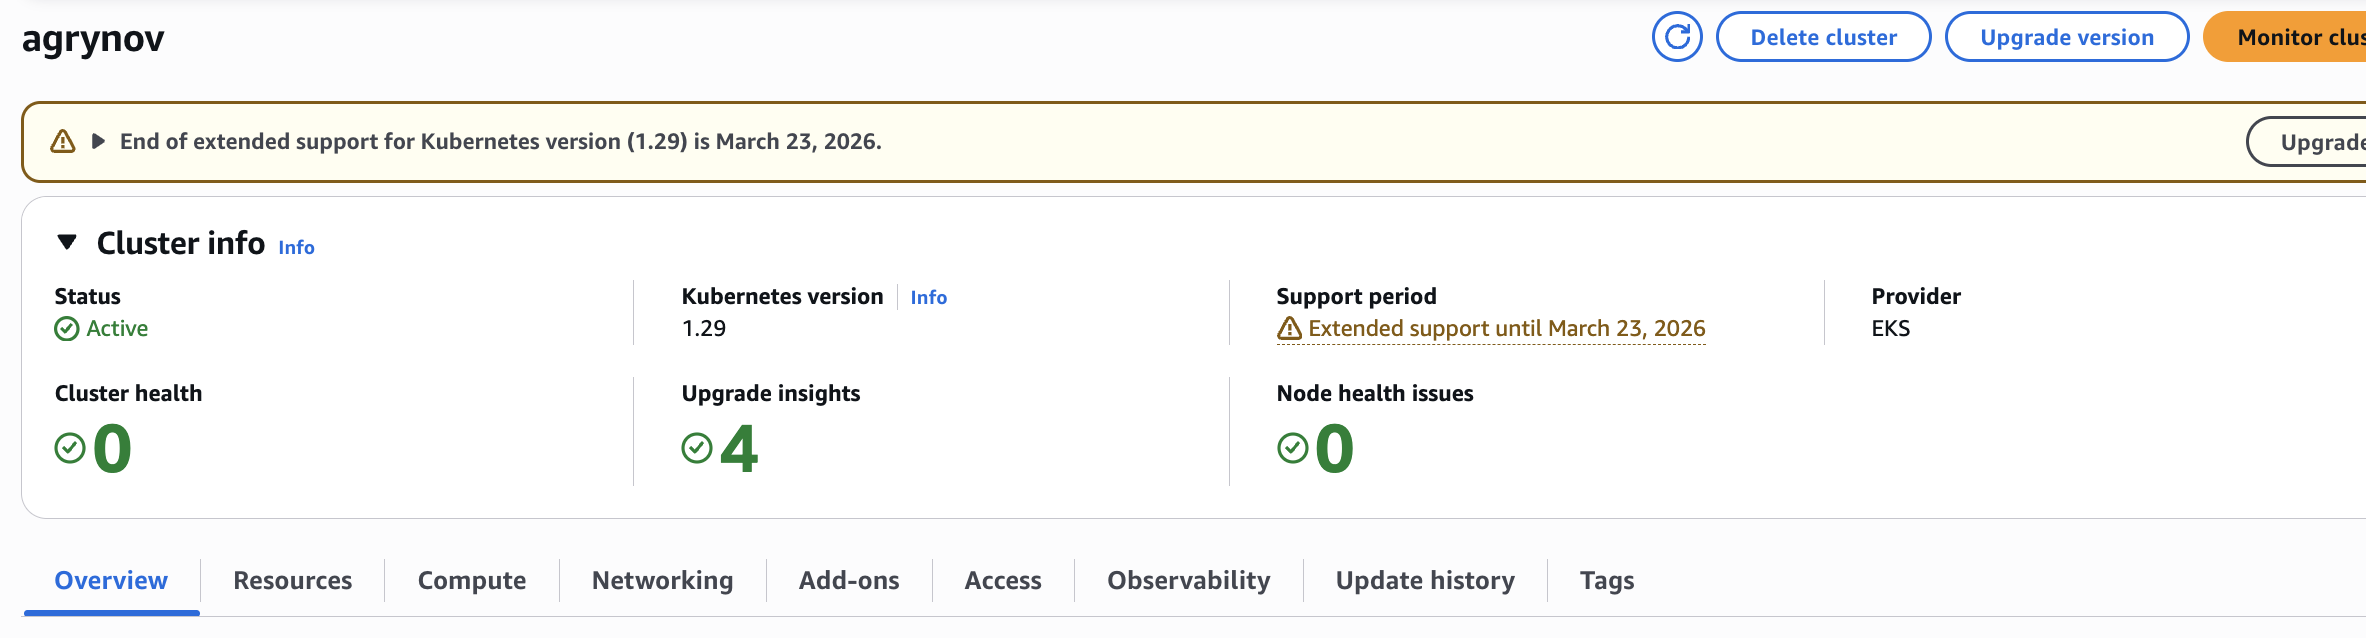 agrynov
Delete cluster
Upgrade version
Monitor clus
End of extended support for Kubernetes version (1.29) is March 23, 2026.
Upgrade
Cluster info Info
Status
Active
Kubernetes version Info
1.29
Support period
Extended support until March 23, 2026
Provider
EKS
Cluster health
0
Upgrade insights
4
Node health issues
0
Overview Resources Compute Networking Add-ons Access Observability Update history Tags